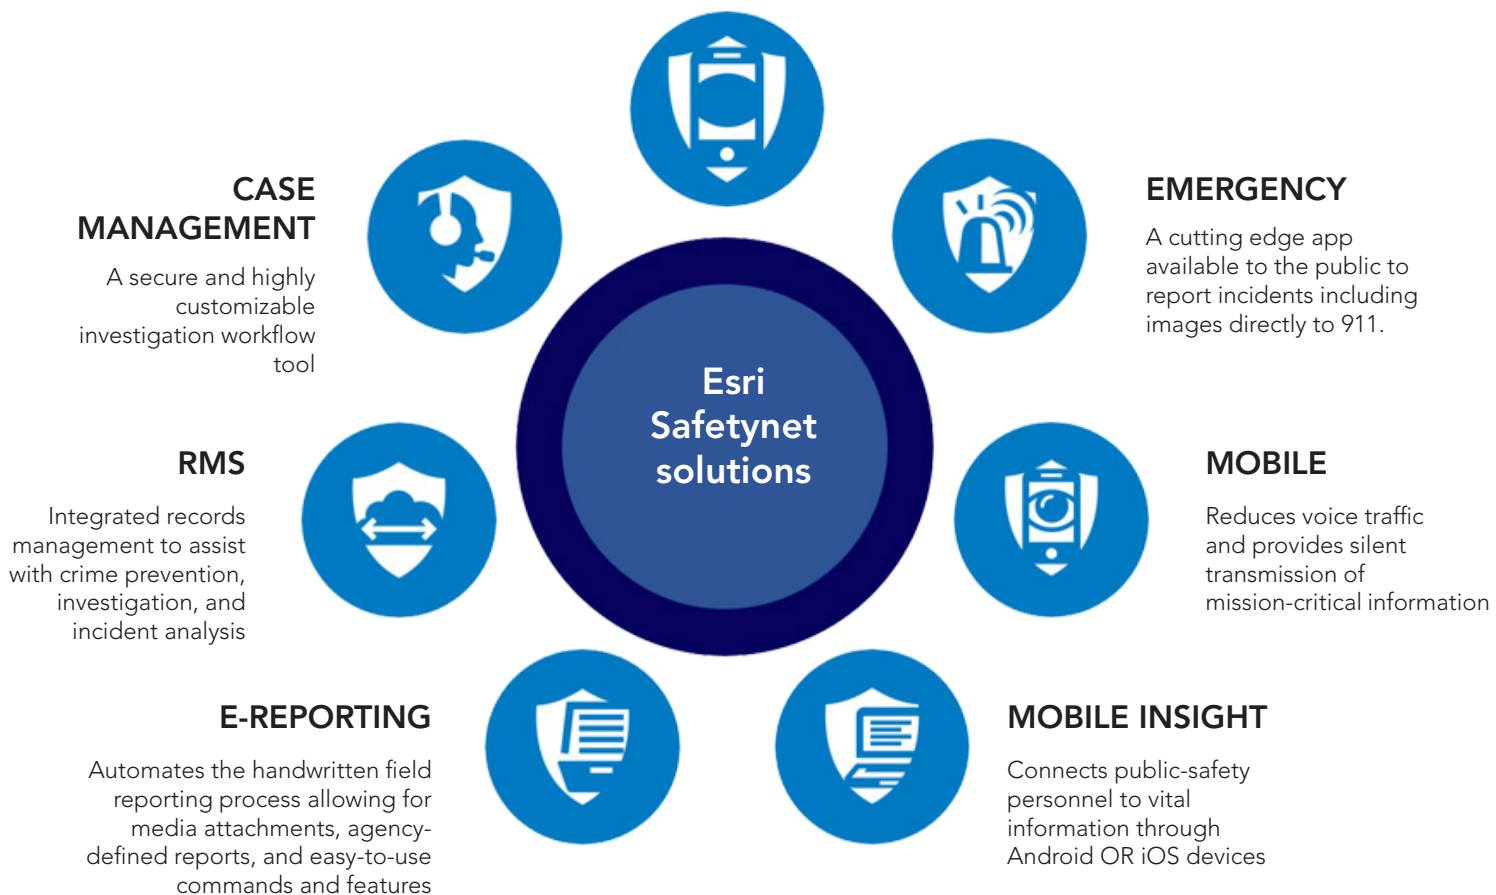 CASE
MANAGEMENT
A secure and highly
customizable
investigation workflow
tool
EMERGENCY
A cutting edge app
available to the public to
report incidents including
images directly to 911.
Esri
Safetynet
solutions
RMS
Integrated records
management to assist
with crime prevention,
investigation, and
incident analysis
MOBILE
Reduces voice traffic
and provides silent
transmission of
mission-critical information
E-REPORTING
Automates the handwritten field
reporting process allowing for
media attachments, agency-
defined reports, and easy-to-use
commands and features
MOBILE INSIGHT
Connects public-safety
personnel to vital
information through
Android OR iOS devices